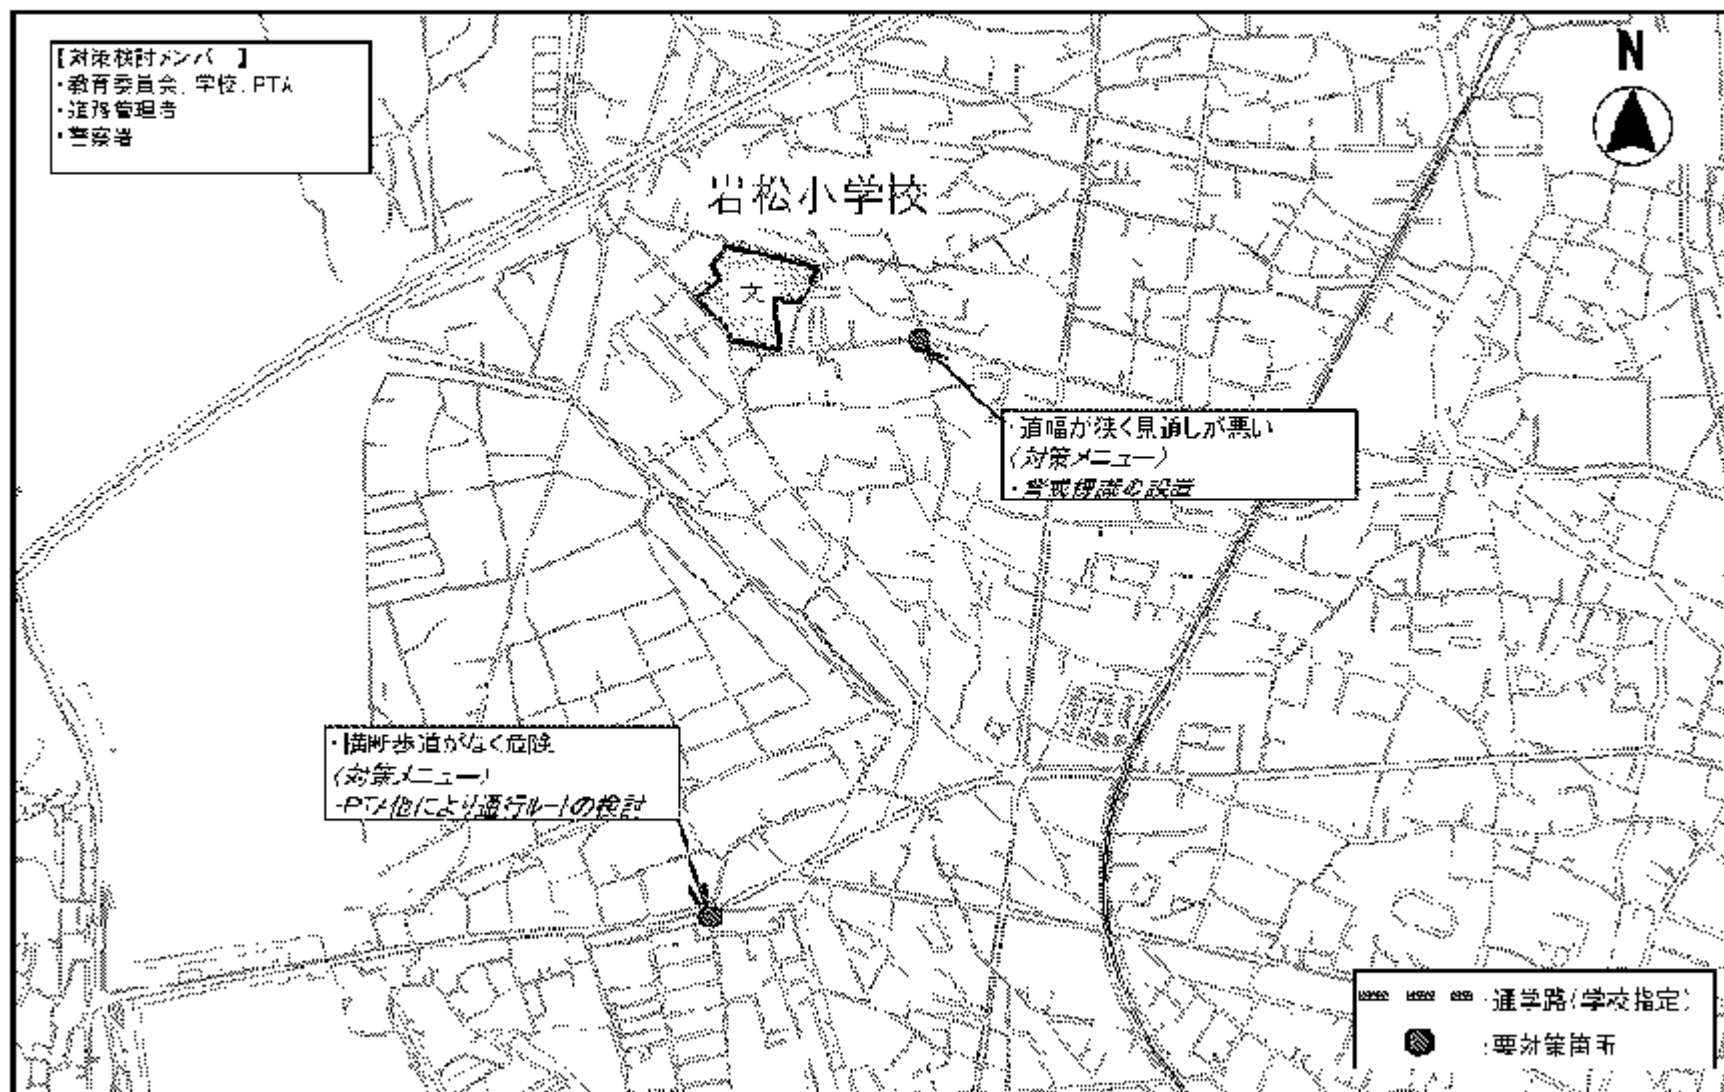 【対策検討メンバー】
・教育委員会、学校、PTA
・道路管理者
・警察署
N
岩松小学校
文
・道幅が狭く見通しが悪い
(対策メニュー)
・警戒標識の設置
・横断歩道がなく危険
(対策メニュー)
・PTA他により通行ルートの検討
通学路(学校指定)
:要対策箇所